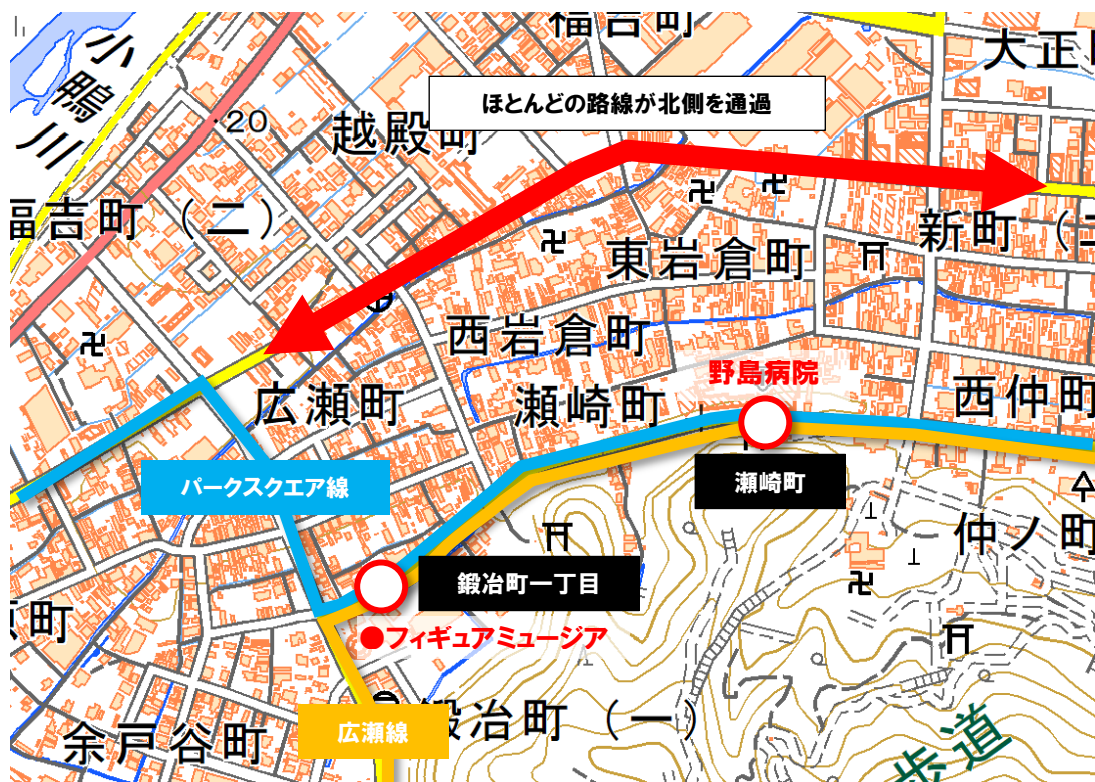 福吉町
大正
小鴨川
ほとんどの路線が北側を通過
・20
越殿町
福吉町(二)
新町(二
東岩倉町
西岩倉町
野島病院
広瀬町
瀬崎町
西仲町
パークスクエア線
瀬崎町
仲ノ町
鍛冶町一丁目
原町
●フィギュアミュージア
広瀬線
鍛冶町(一)
余戸谷町
歩道